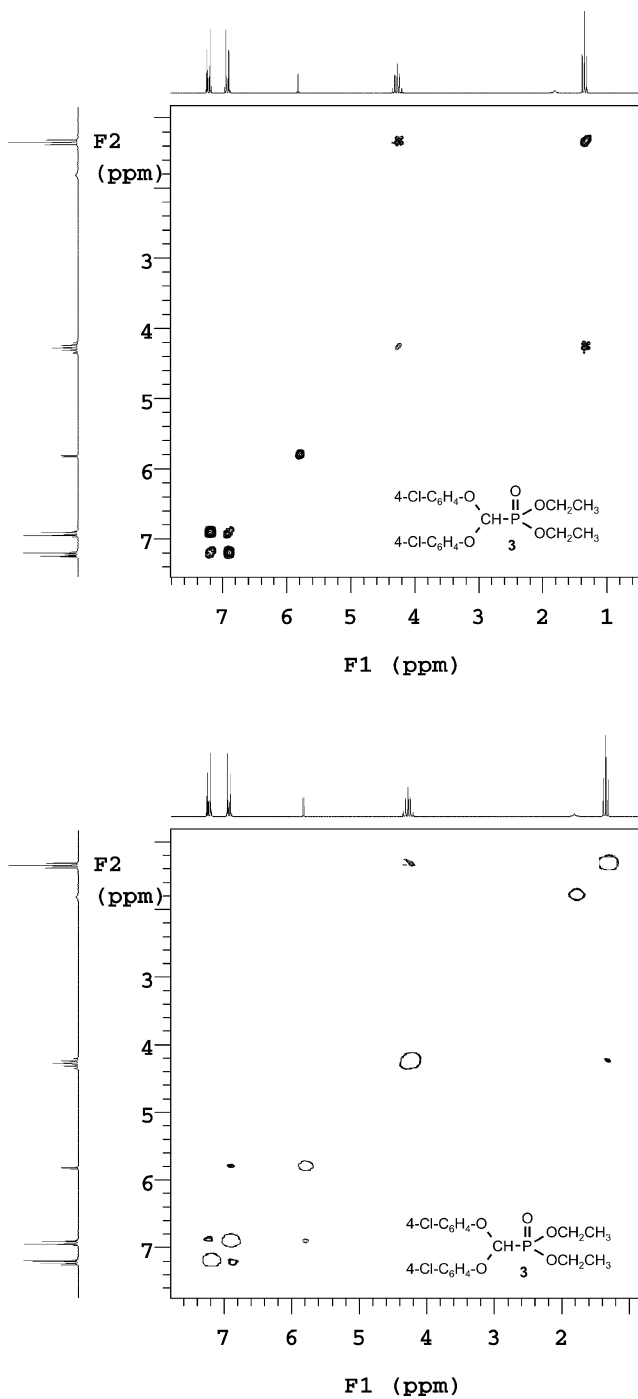 F2
(ppm)
3
4
5
6
7
4-Cl-C6H4-O
O
CH-P
OCH2CH3
4-Cl-C6H4-O
OCH2CH3
3
7 6 5 4 3 2 1
F1 (ppm)
F2
(ppm)
3
4
5
6
7
4-Cl-C6H4-O
O
CH-P
OCH2CH3
4-Cl-C6H4-O
OCH2CH3
3
7 6 5 4 3 2
F1 (ppm)